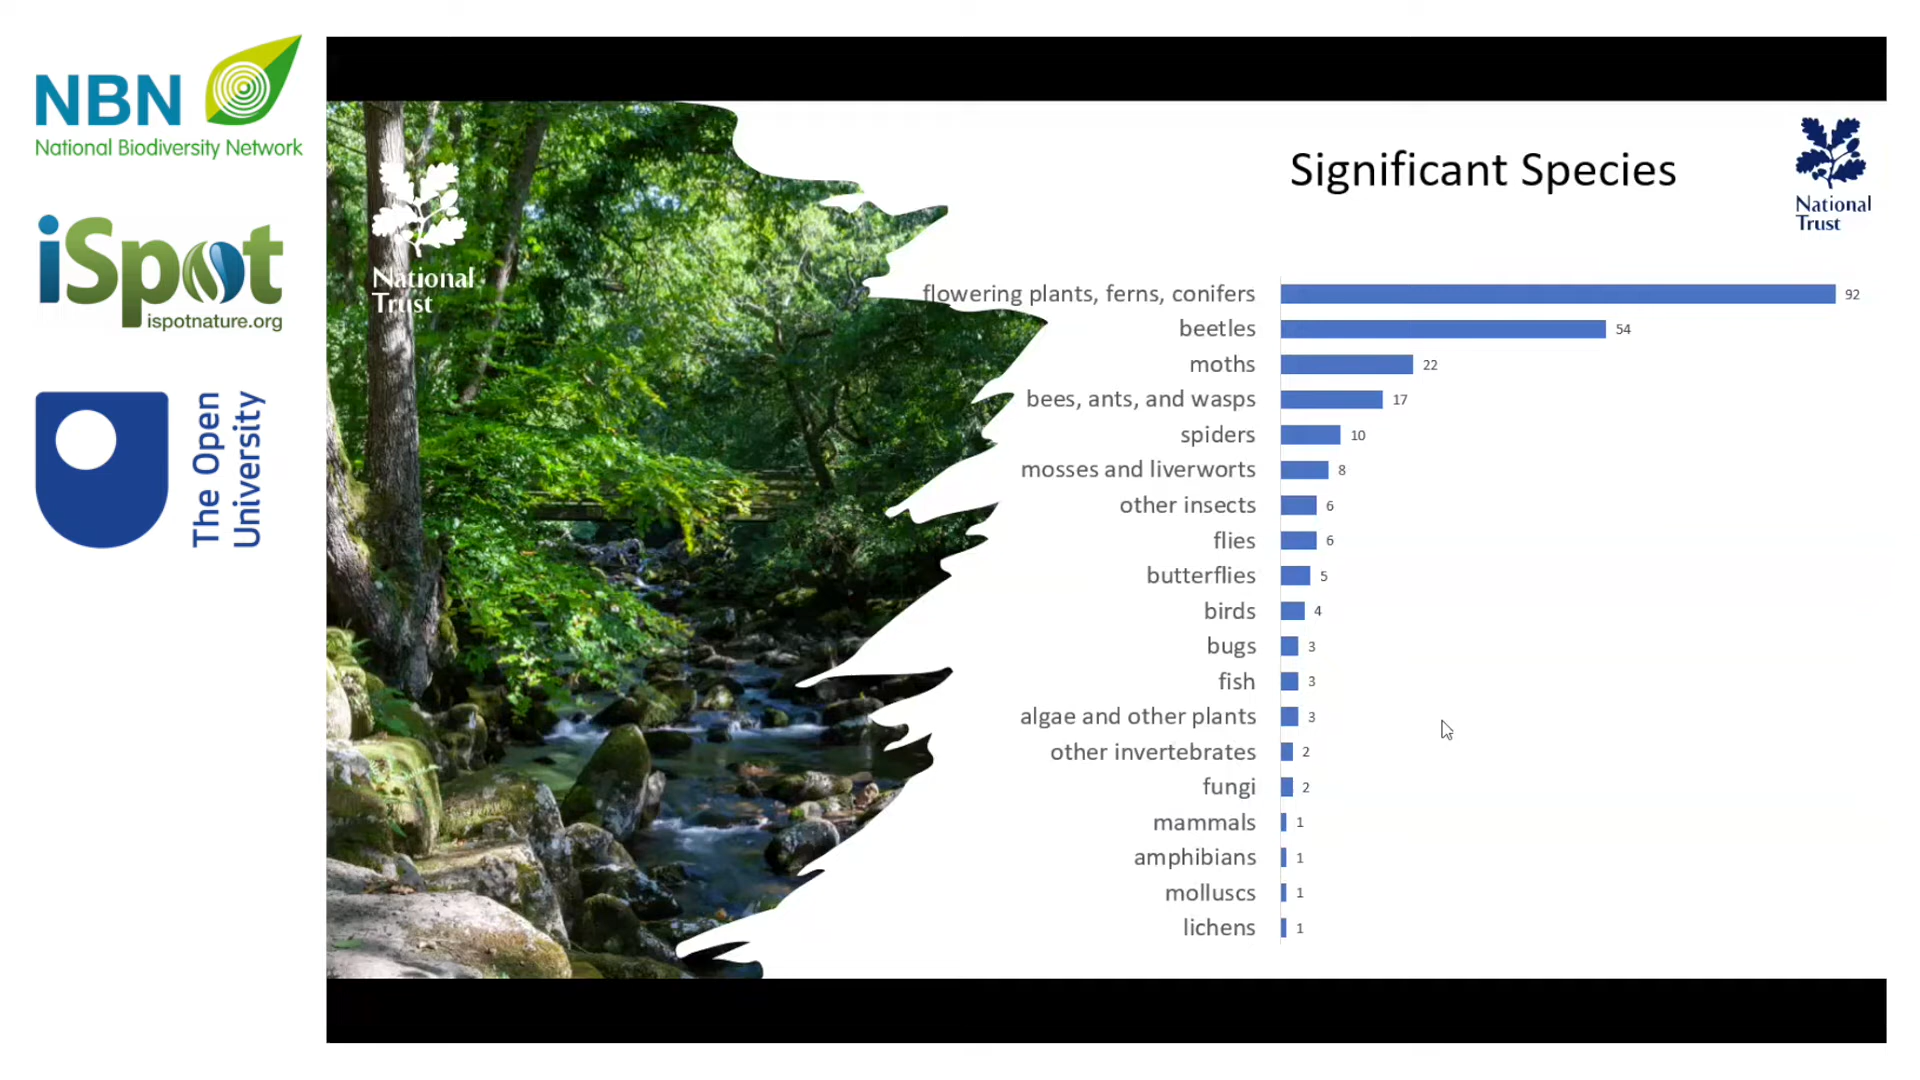 NBN
National Biodiversity Network
iSpot
ispotnature.org
The Open
University
National
Trust
Significant Species
National
Trust
flowering plants, ferns, conifers 92
beetles 54
moths 22
bees, ants, and wasps 17
spiders 10
mosses and liverworts 8
other insects 6
flies 6
butterflies 5
birds 4
bugs 3
fish 3
algae and other plants 3
other invertebrates 2
fungi 2
mammals 1
amphibians 1
molluscs 1
lichens 1